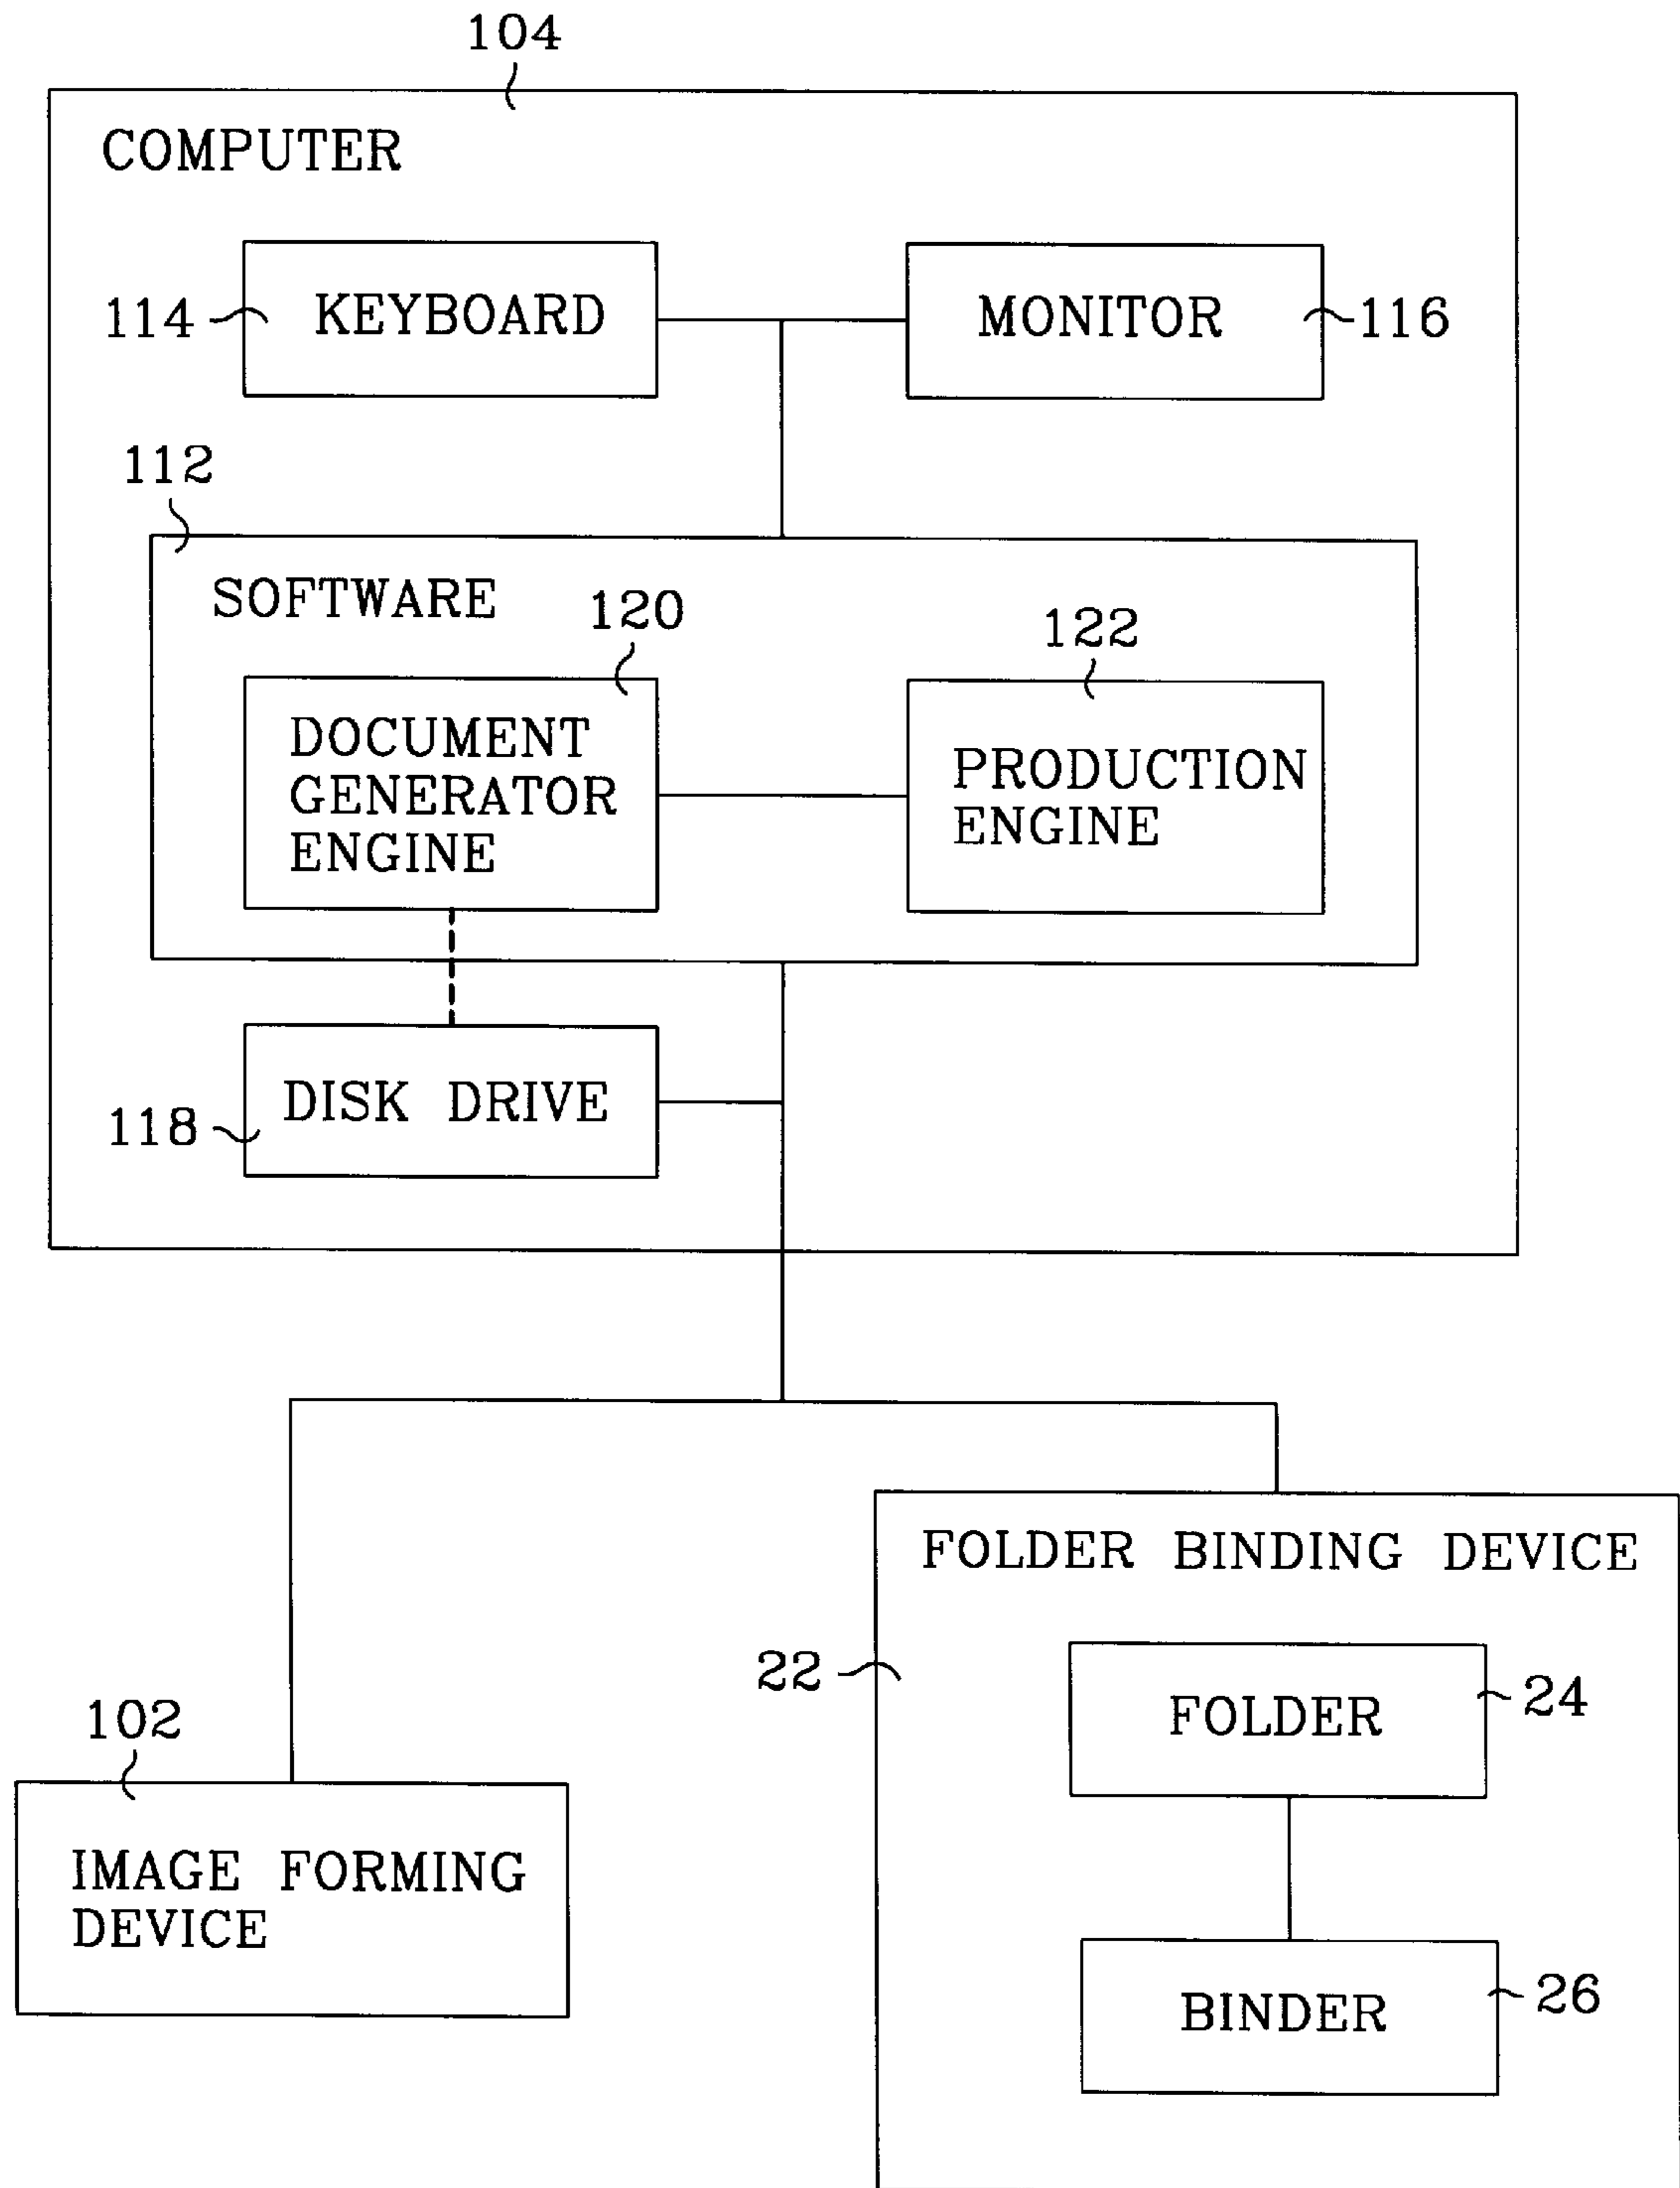 104
COMPUTER
114
KEYBOARD
MONITOR
116
112
SOFTWARE
120
122
DOCUMENT
GENERATOR
ENGINE
PRODUCTION
ENGINE
DISK DRIVE
118
FOLDER BINDING DEVICE
22
FOLDER
24
102
IMAGE FORMING
DEVICE
BINDER
26